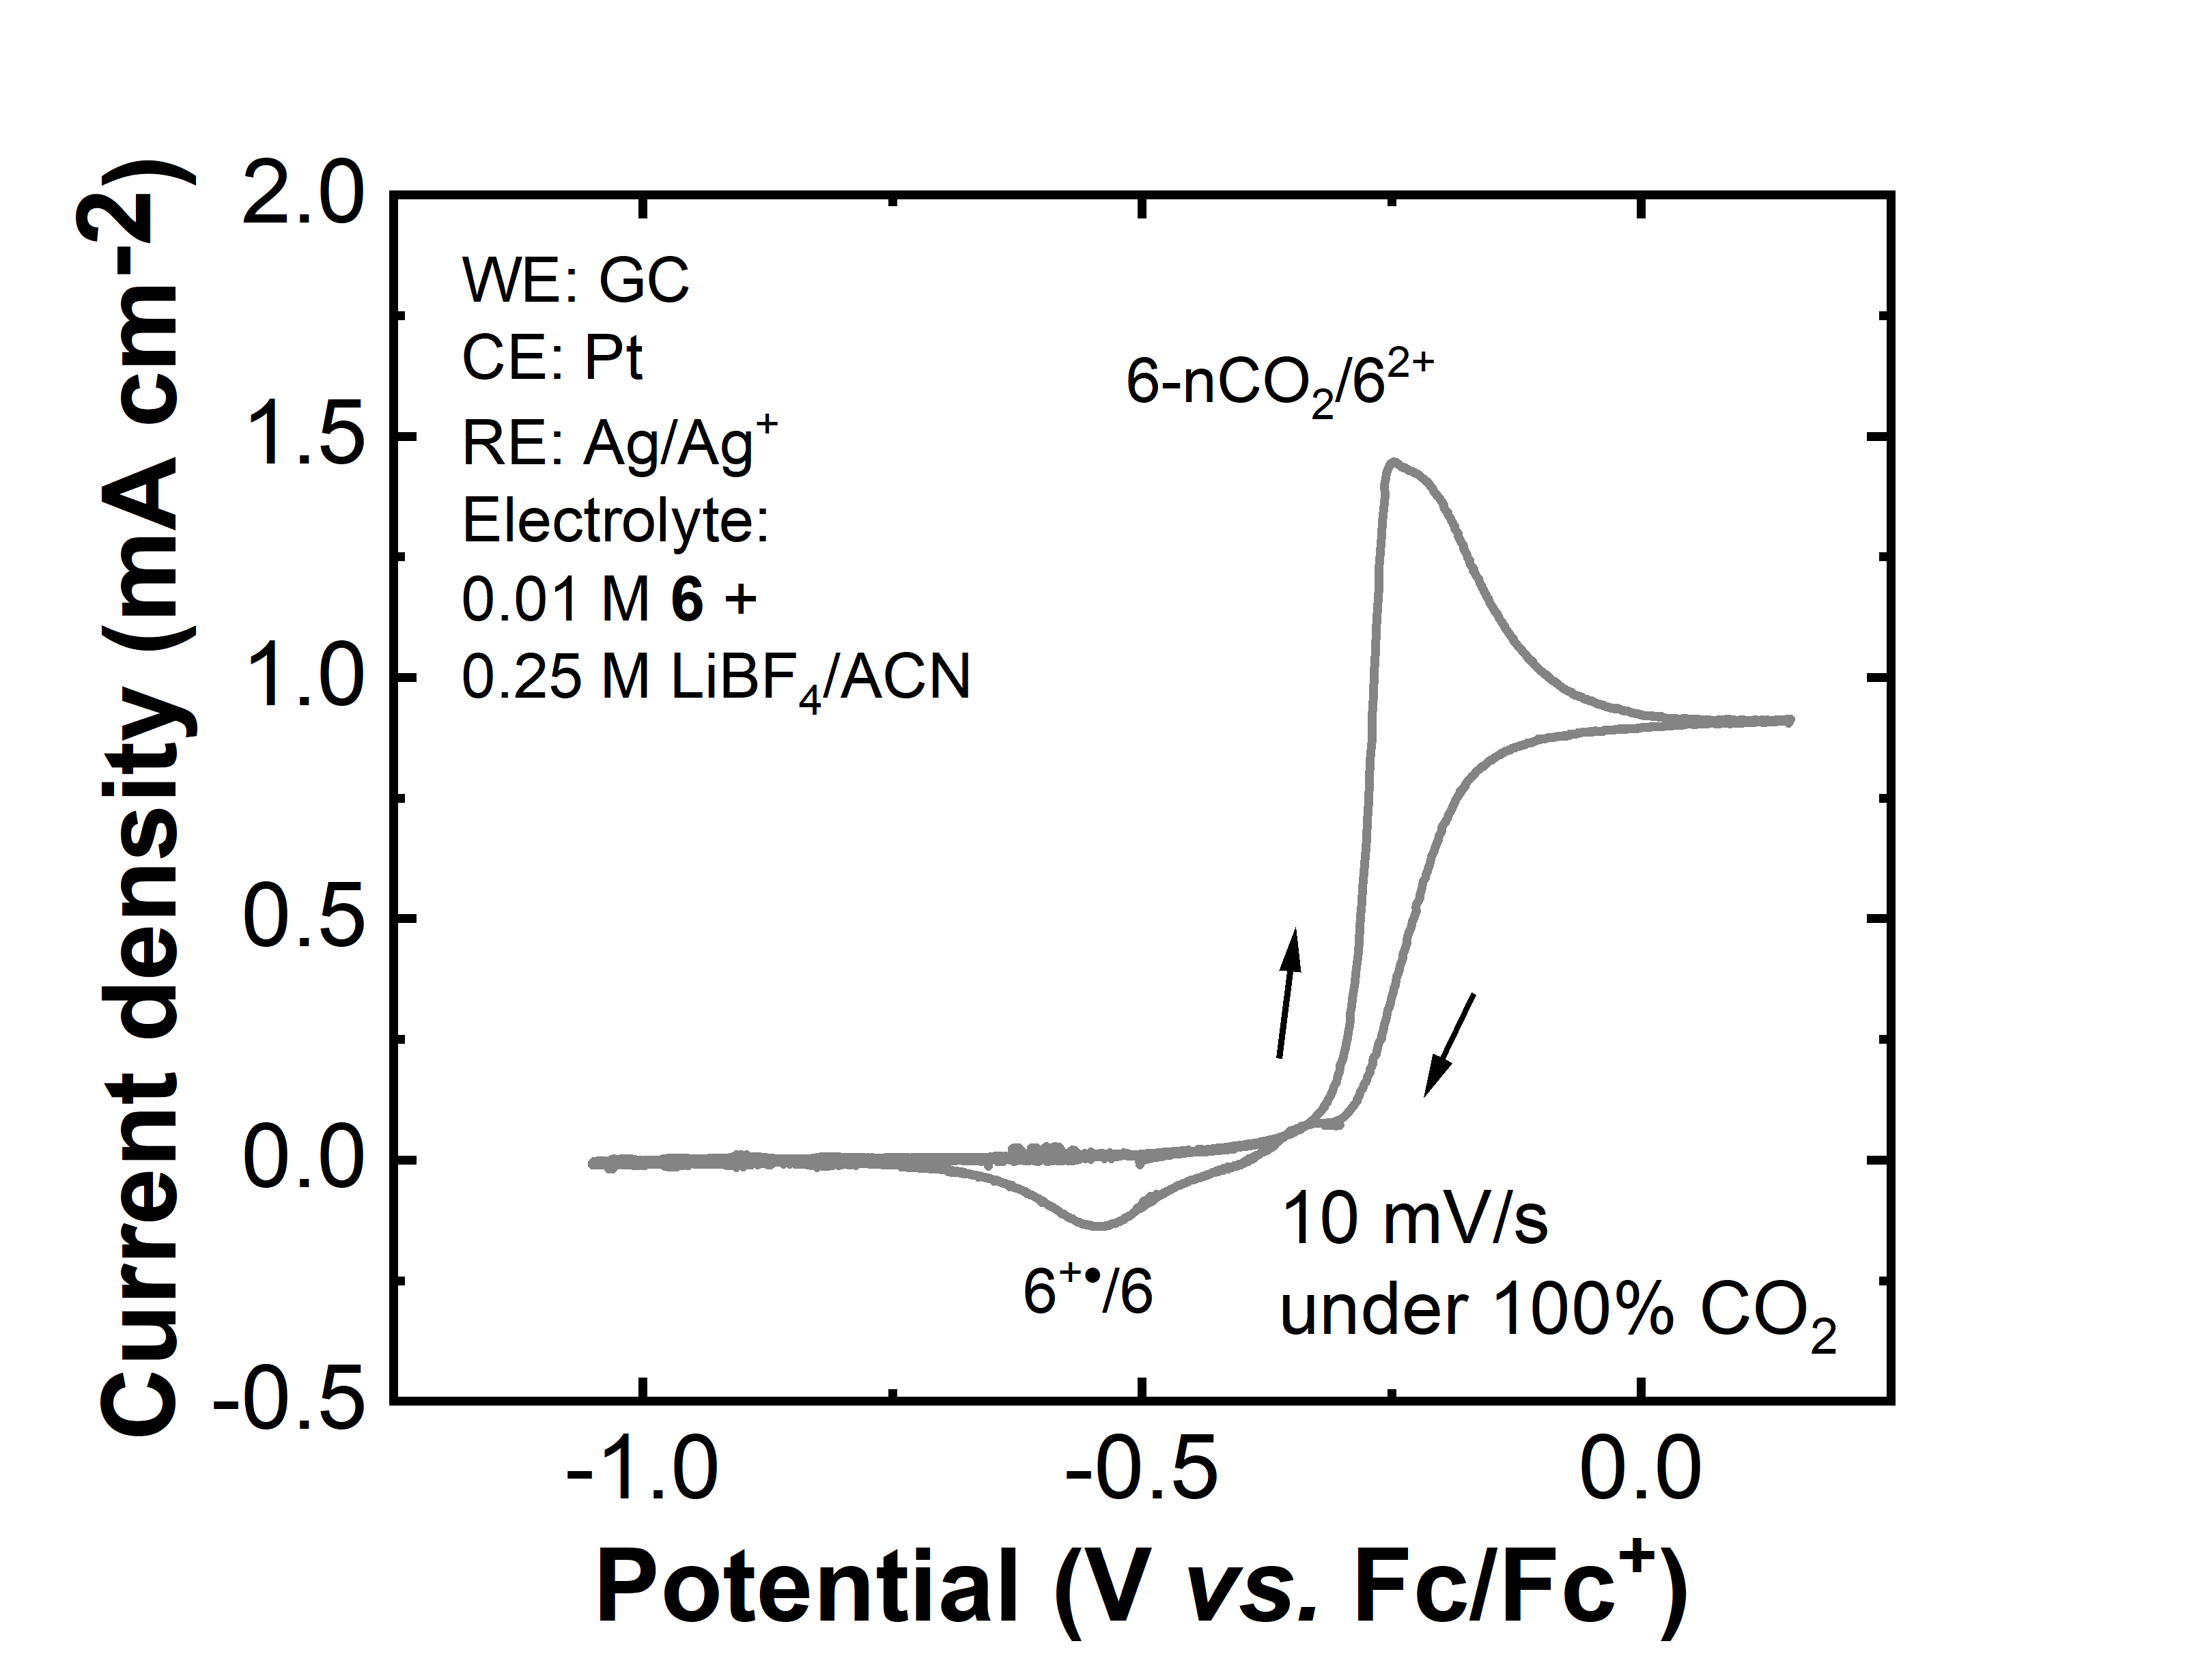 Current density (mA cm⁻²)
2.0
1.5
1.0
0.5
0.0
-0.5
WE: GC
CE: Pt
RE: Ag/Ag⁺
Electrolyte:
0.01 M 6 +
0.25 M LiBF₄/ACN
6-nCO₂/6²⁺
6⁺•/6
10 mV/s
under 100% CO₂
-1.0 -0.5 0.0
Potential (V vs. Fc/Fc⁺)